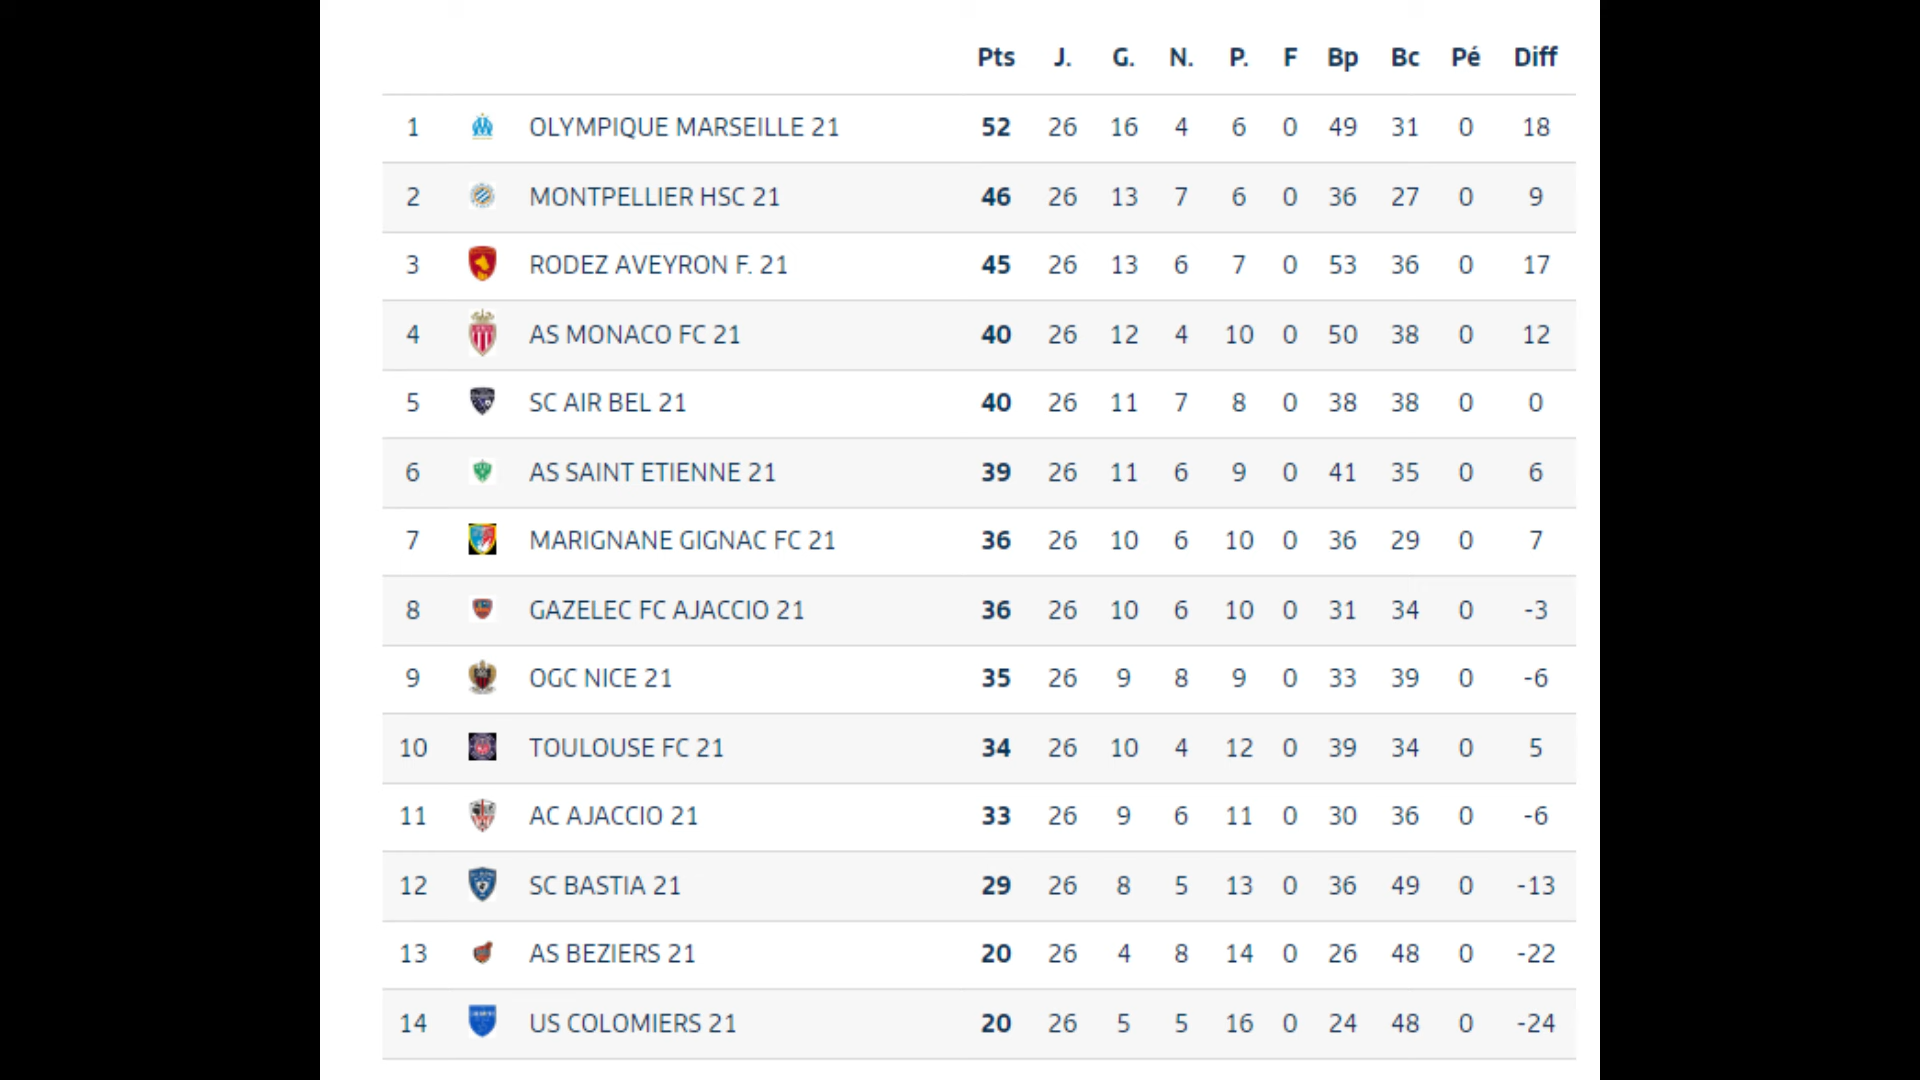 Pts J. G. N. P. F Bp Bc Pé Diff
1 OLYMPIQUE MARSEILLE 21 52 26 16 4 6 0 49 31 0 18
2 MONTPELLIER HSC 21 46 26 13 7 6 0 36 27 0 9
3 RODEZ AVEYRON F. 21 45 26 13 6 7 0 53 36 0 17
4 AS MONACO FC 21 40 26 12 4 10 0 50 38 0 12
5 SC AIR BEL 21 40 26 11 7 8 0 38 38 0 0
6 AS SAINT ETIENNE 21 39 26 11 6 9 0 41 35 0 6
7 MARIGNANE GIGNAC FC 21 36 26 10 6 10 0 36 29 0 7
8 GAZELEC FC AJACCIO 21 36 26 10 6 10 0 31 34 0 -3
9 OGC NICE 21 35 26 9 8 9 0 33 39 0 -6
10 TOULOUSE FC 21 34 26 10 4 12 0 39 34 0 5
11 AC AJACCIO 21 33 26 9 6 11 0 30 36 0 -6
12 SC BASTIA 21 29 26 8 5 13 0 36 49 0 -13
13 AS BEZIERS 21 20 26 4 8 14 0 26 48 0 -22
14 US COLOMIERS 21 20 26 5 5 16 0 24 48 0 -24